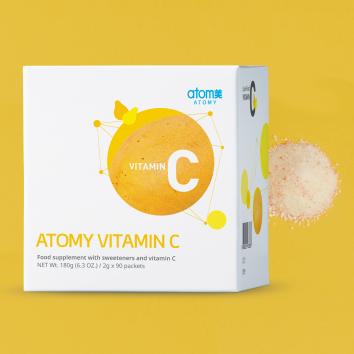 atom美
ATOMY
VITAMIN C
ATOMY VITAMIN C
Food supplement with sweeteners and vitamin C
NET Wt. 180g (6.3 OZ.) / 2g x 90 packets
VITAMIN C